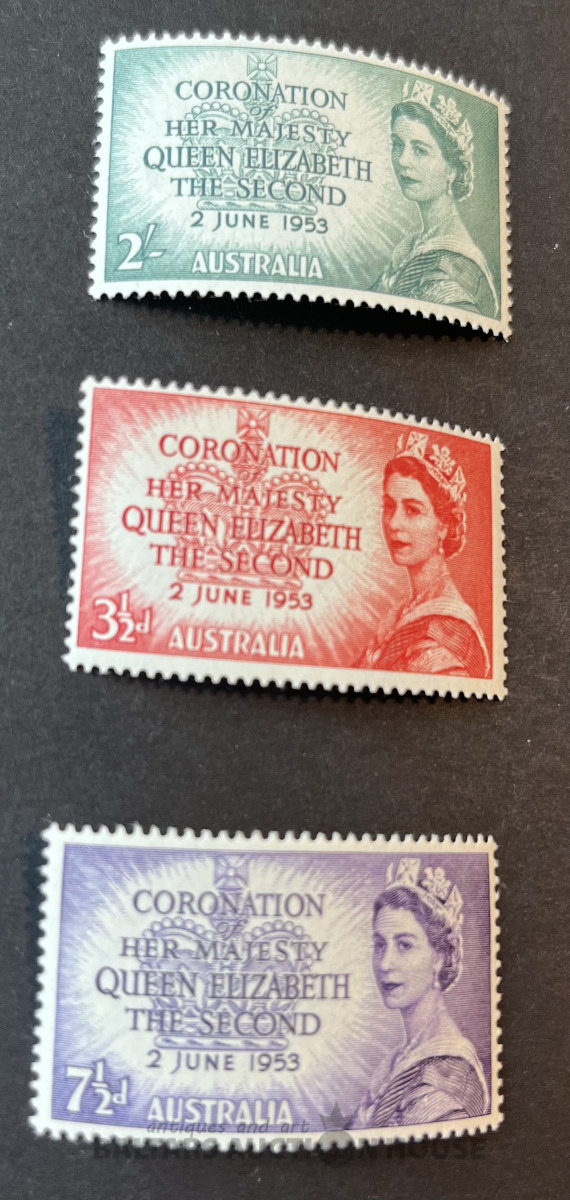 CORONATION
of
HER MAJESTY
QUEEN ELIZABETH
THE SECOND
2 JUNE 1953
2/-
AUSTRALIA
CORONATION
of
HER MAJESTY
QUEEN ELIZABETH
THE SECOND
2 JUNE 1953
3½d
AUSTRALIA
CORONATION
of
HER MAJESTY
QUEEN ELIZABETH
THE SECOND
2 JUNE 1953
7½d
AUSTRALIA
antiques and art
BALTARS AUCTION HOUSE